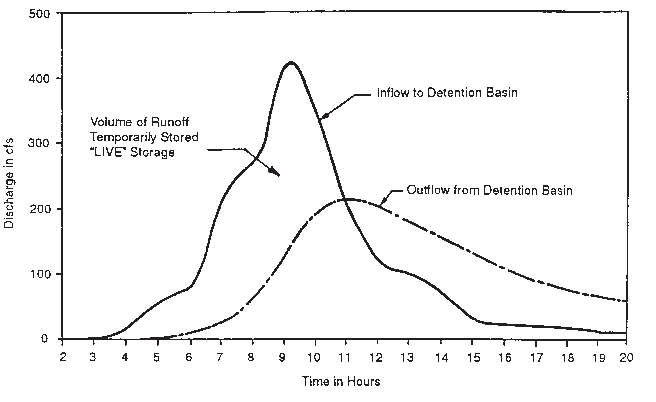 500
400
300
200
100
0
Discharge in cfs
Volume of Runoff
Temporarily Stored
"LIVE" Storage
Inflow to Detention Basin
Outflow from Detention Basin
2 3 4 5 6 7 8 9 10 11 12 13 14 15 16 17 18 19 20
Time in Hours